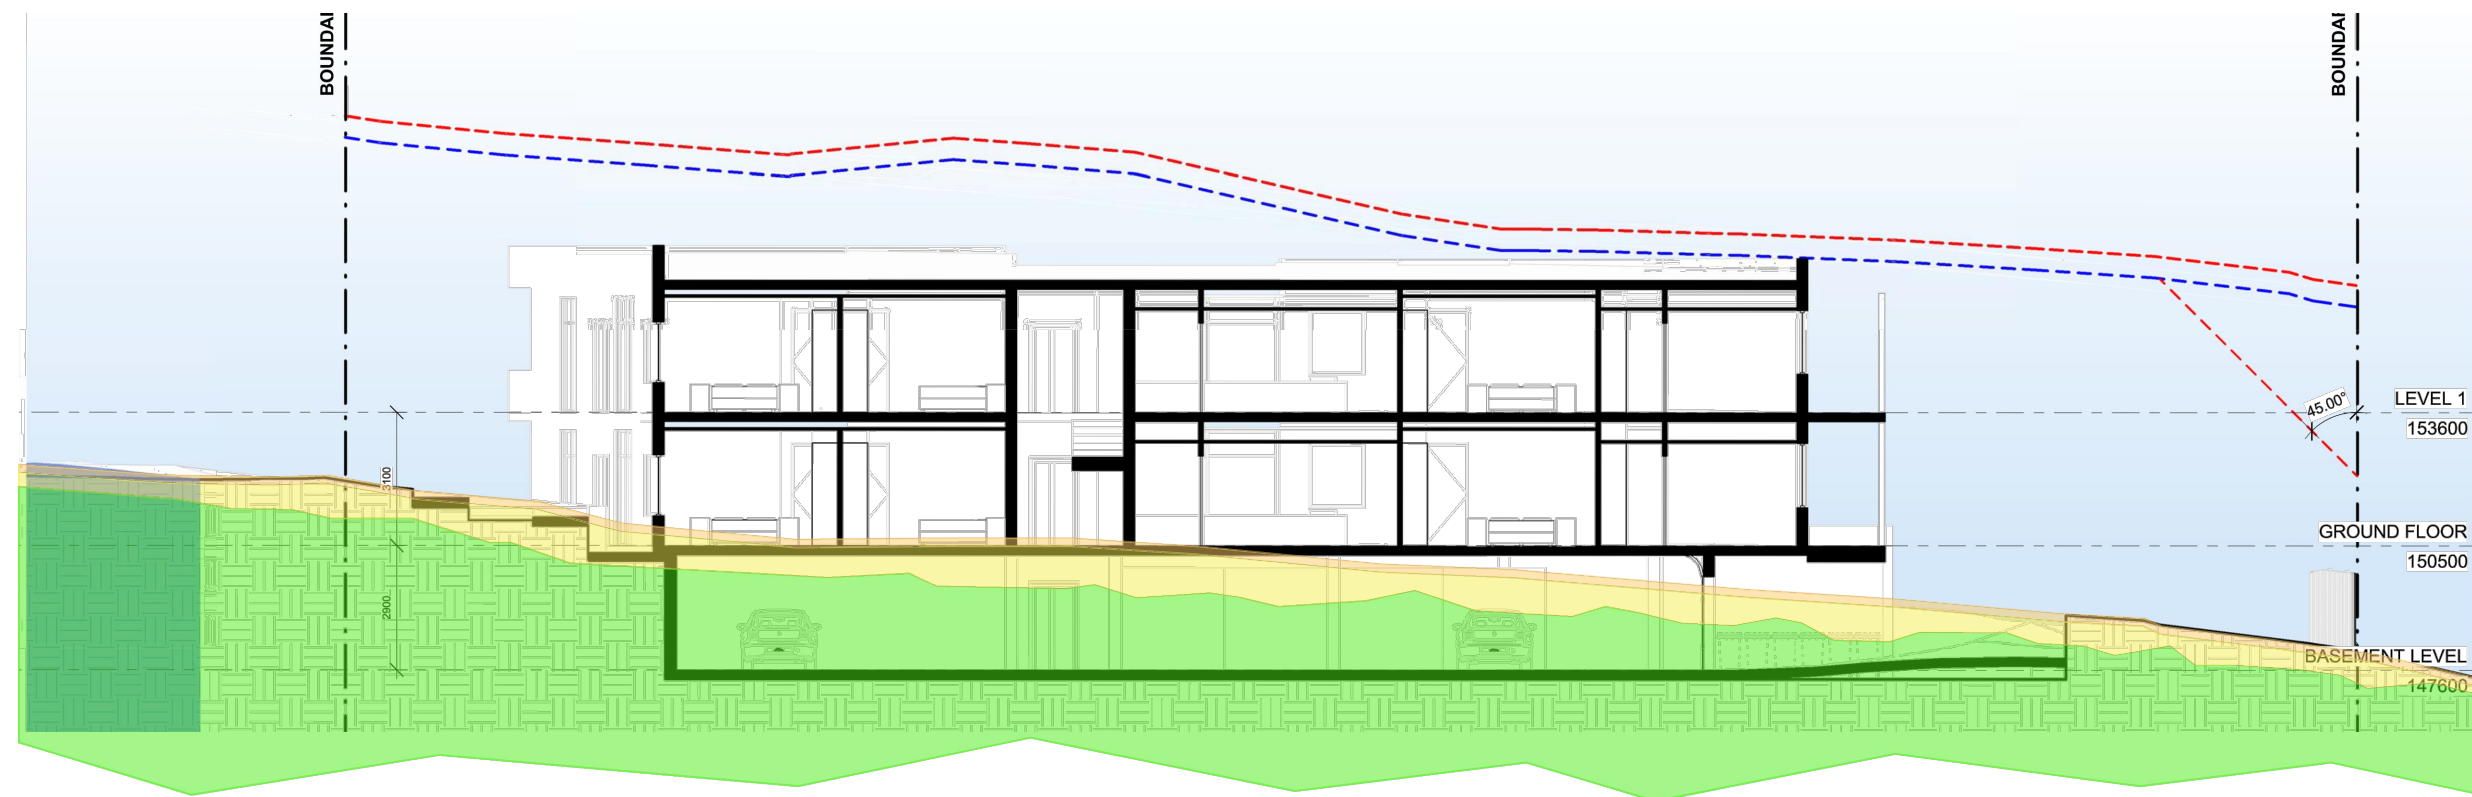 BOUNDAI
BOUNDAI
45.00°
LEVEL 1
153600
3100
GROUND FLOOR
150500
2900
BASEMENT LEVEL
147600